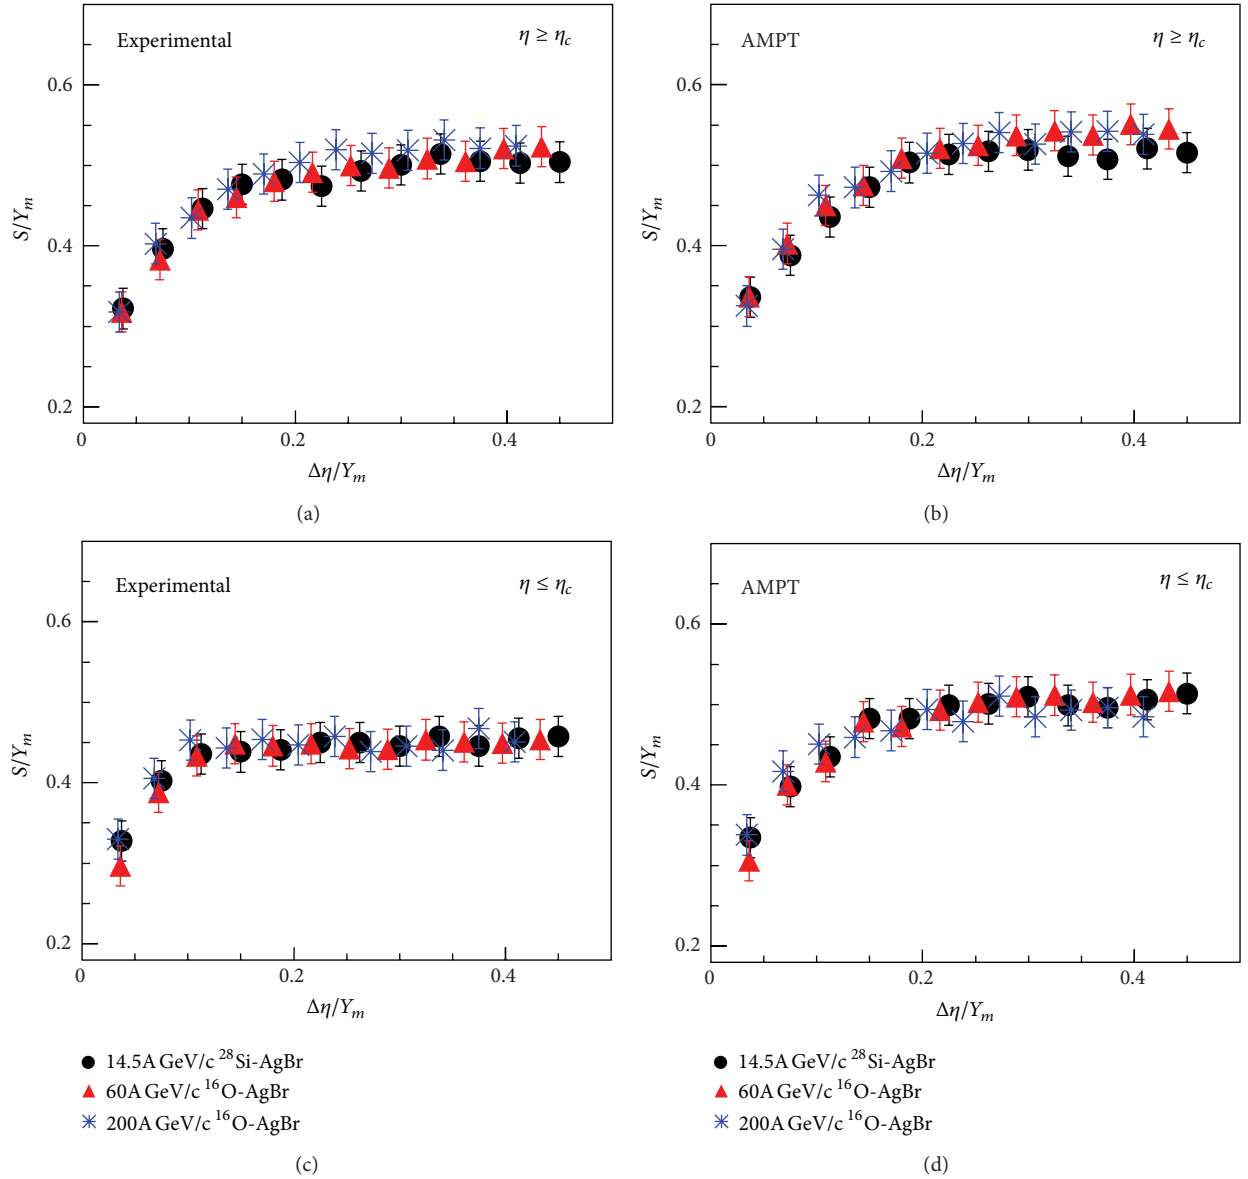 Experimental
η ≥ η_c
0.6
0.4
0.2
S/Y_m
0
0.2
0.4
Δη/Y_m
(a)
AMPT
η ≥ η_c
0.6
0.4
0.2
S/Y_m
0
0.2
0.4
Δη/Y_m
(b)
Experimental
η ≤ η_c
0.6
0.4
0.2
S/Y_m
0
0.2
0.4
Δη/Y_m
14.5A GeV/c ²⁸Si-AgBr
60A GeV/c ¹⁶O-AgBr
200A GeV/c ¹⁶O-AgBr
(c)
AMPT
η ≤ η_c
0.6
0.4
0.2
S/Y_m
0
0.2
0.4
Δη/Y_m
14.5A GeV/c ²⁸Si-AgBr
60A GeV/c ¹⁶O-AgBr
200A GeV/c ¹⁶O-AgBr
(d)